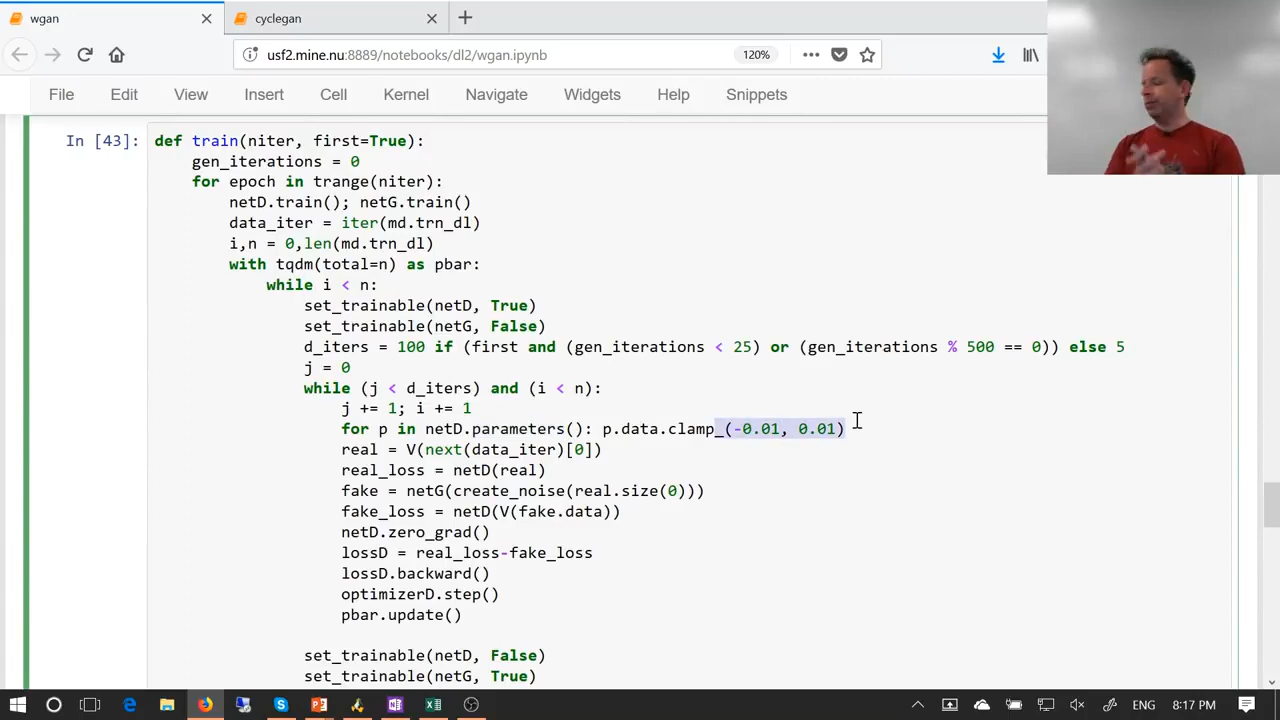 wgan
cyclegan
usf2.mine.nu:8889/notebooks/dl2/wgan.ipynb
120%
File Edit View Insert Cell Kernel Navigate Widgets Help Snippets
In [43]:
def train(niter, first=True):
gen_iterations = 0
for epoch in trange(niter):
netD.train(); netG.train()
data_iter = iter(md.trn_dl)
i,n = 0,len(md.trn_dl)
with tqdm(total=n) as pbar:
while i < n:
set_trainable(netD, True)
set_trainable(netG, False)
d_iters = 100 if (first and (gen_iterations < 25) or (gen_iterations % 500 == 0)) else 5
j = 0
while (j < d_iters) and (i < n):
j += 1; i += 1
for p in netD.parameters(): p.data.clamp_(-0.01, 0.01)
real = V(next(data_iter)[0])
real_loss = netD(real)
fake = netG(create_noise(real.size(0)))
fake_loss = netD(V(fake.data))
netD.zero_grad()
lossD = real_loss-fake_loss
lossD.backward()
optimizerD.step()
pbar.update()
set_trainable(netD, False)
set_trainable(netG, True)
ENG 8:17 PM